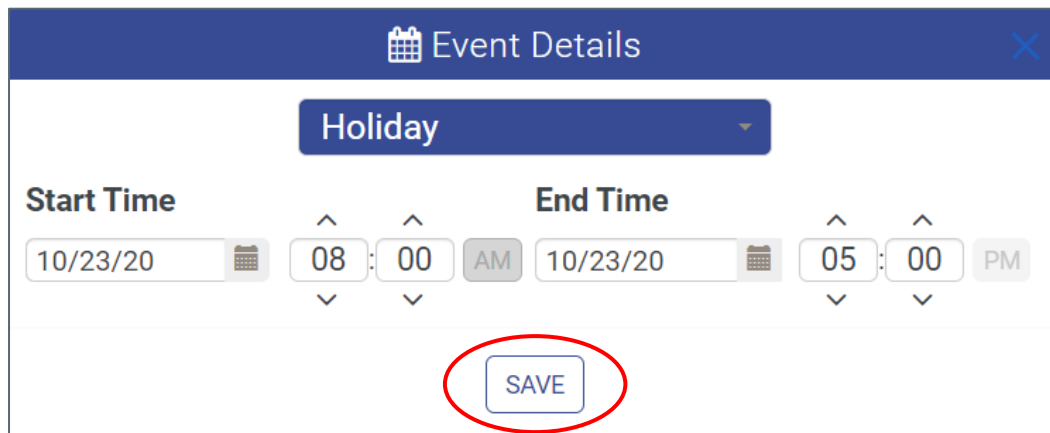 Event Details
Holiday
Start Time End Time
10/23/20 08 : 00 AM 10/23/20 05 : 00 PM
SAVE